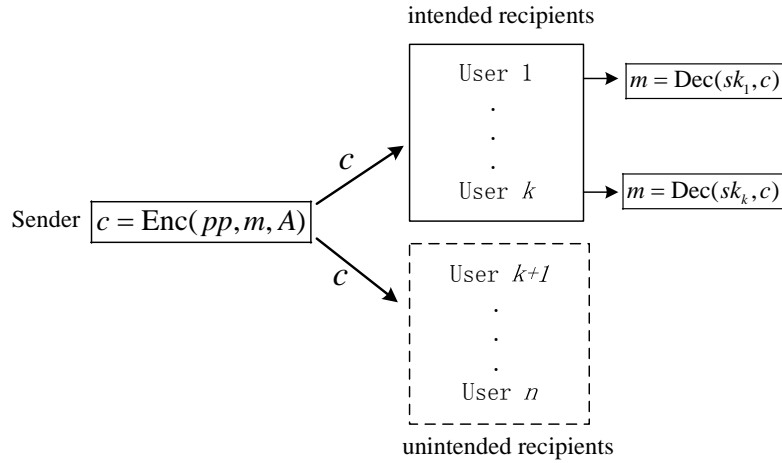 intended recipients
User 1
.
.
.
User k
m = Dec(sk₁,c)
m = Dec(skₖ,c)
c
Sender
c = Enc(pp,m,A)
c
User k+1
.
.
.
User n
unintended recipients